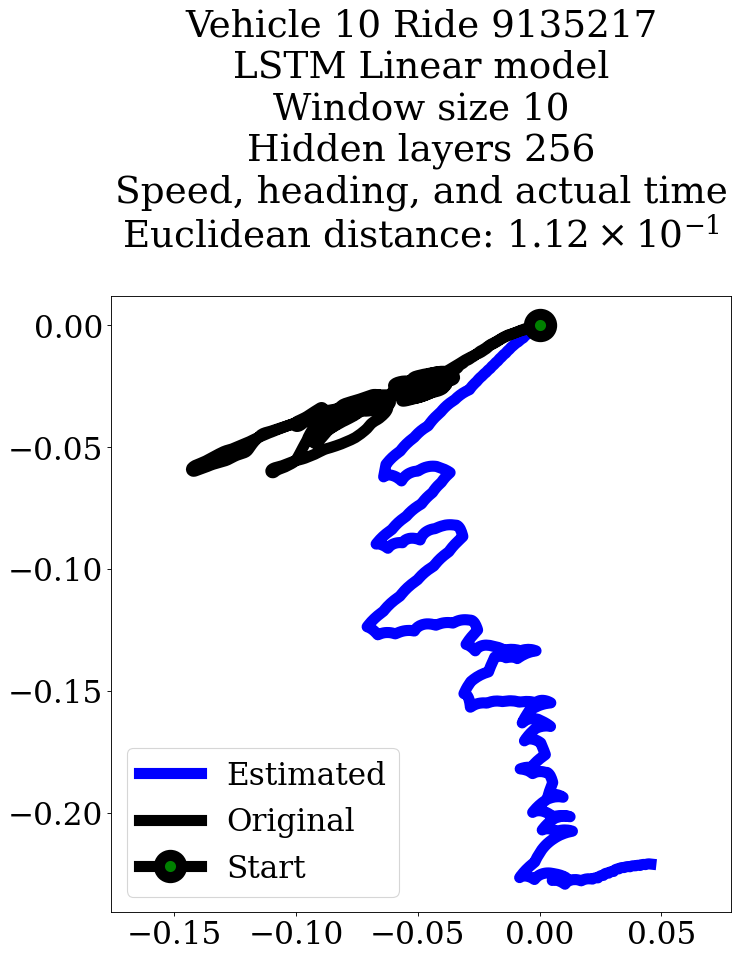 Vehicle 10 Ride 9135217
LSTM Linear model
Window size 10
Hidden layers 256
Speed, heading, and actual time
Euclidean distance: 1.12 × 10⁻¹
0.00
−0.05
−0.10
−0.15
−0.20
Estimated
Original
Start
−0.15 −0.10 −0.05 0.00 0.05